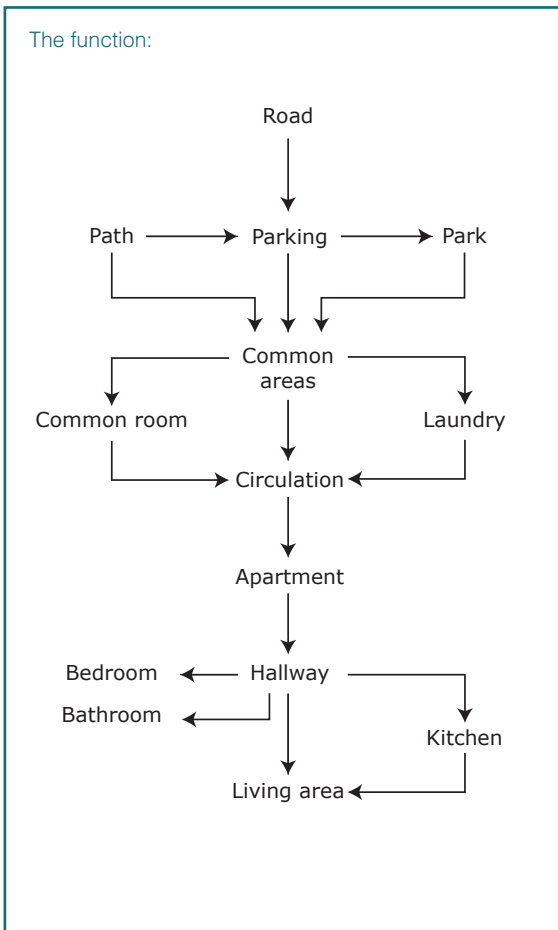 The function:
Road
Path
Parking
Park
Common
areas
Common room
Laundry
Circulation
Apartment
Bedroom
Hallway
Bathroom
Kitchen
Living area